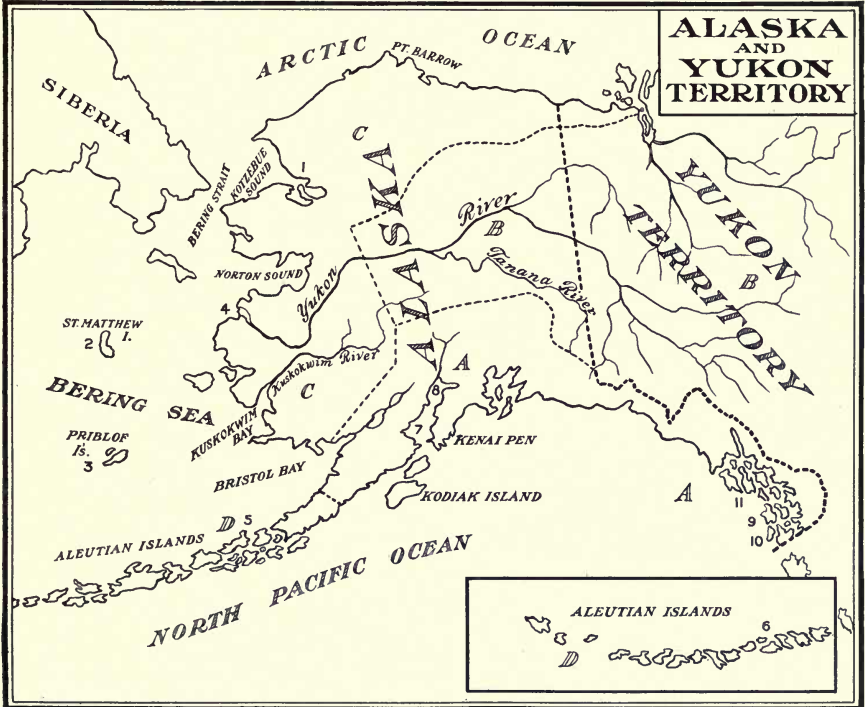 ALASKA
AND
YUKON
TERRITORY
ARCTIC OCEAN
PT. BARROW
SIBERIA
C
BERING STRAIT
KOTZEBUE
SOUND
1
ALASKA
YUKON
TERRITORY
River
B
Tanana River
B
NORTON SOUND
Yukon
4
ST. MATTHEW
I.
2
Kuskokwim River
A
C
8
BERING SEA
KUSKOKWIM
BAY
PRIBLOF
I's.
3
7
KENAI PEN
BRISTOL BAY
KODIAK ISLAND
A
11
9
10
D 5
ALEUTIAN ISLANDS
NORTH PACIFIC OCEAN
ALEUTIAN ISLANDS
6
D